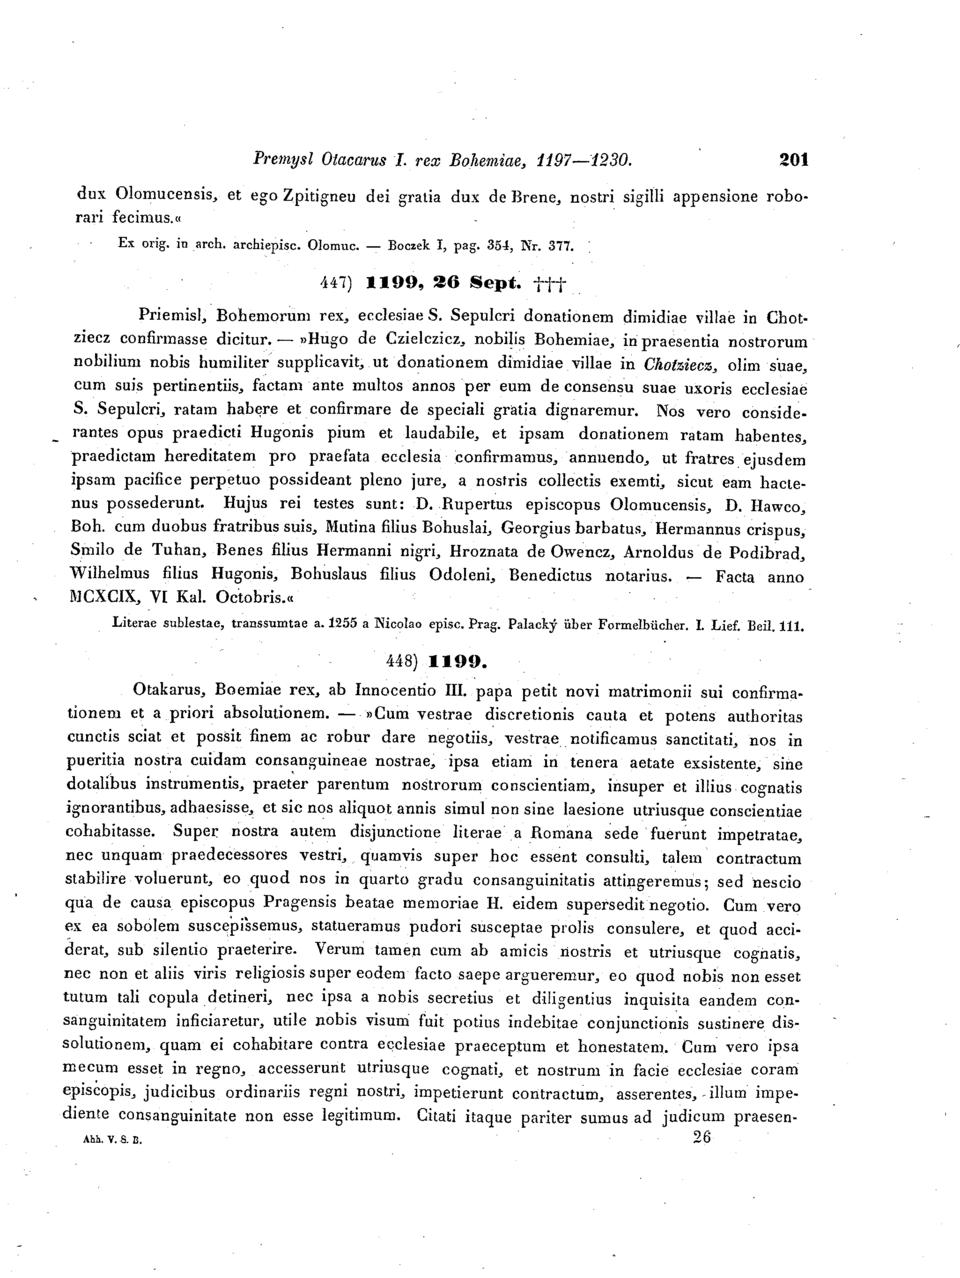 Premysl Otacarus I. rex Bohemiae, 1197—1230. 201
dux Olomucensis, et ego Zpitigneu dei gratia dux de Brene, nostri sigilli appensione robo-
rari fecimus.«
Ex orig. in arch. archiepisc. Olomuc. — Boczek I, pag. 354, Nr. 377.
447) 1199, 26 Sept. †††
Priemisl, Bohemorum rex, ecclesiae S. Sepulcri donationem dimidiae villae in Chot-
ziecz confirmasse dicitur. — »Hugo de Czielczicz, nobilis Bohemiae, in praesentia nostrorum
nobilium nobis humiliter supplicavit, ut donationem dimidiae villae in Chotziecz, olim suae,
cum suis pertinentiis, factam ante multos annos per eum de consensu suae uxoris ecclesiae
S. Sepulcri, ratam habere et confirmare de speciali gratia dignaremur. Nos vero conside-
rantes opus praedicti Hugonis pium et laudabile, et ipsam donationem ratam habentes,
praedictam hereditatem pro praefata ecclesia confirmamus, annuendo, ut fratres ejusdem
ipsam pacifice perpetuo possideant pleno jure, a nostris collectis exemti, sicut eam hacte-
nus possederunt. Hujus rei testes sunt: D. Rupertus episcopus Olomucensis, D. Hawco,
Boh. cum duobus fratribus suis, Mutina filius Bohuslai, Georgius barbatus, Hermannus crispus,
Smilo de Tuhan, Benes filius Hermanni nigri, Hroznata de Owencz, Arnoldus de Podibrad,
Wilhelmus filius Hugonis, Bohuslaus filius Odoleni, Benedictus notarius. — Facta anno
MCXCIX, VI Kal. Octobris.«
Literae sublestae, transsumtae a. 1255 a Nicolao episc. Prag. Palacký über Formelbücher. I. Lief. Beil. 111.
448) 1199.
Otakarus, Boemiae rex, ab Innocentio III. papa petit novi matrimonii sui confirma-
tionem et a priori absolutionem. — »Cum vestrae discretionis cauta et potens authoritas
cunctis sciat et possit finem ac robur dare negotiis, vestrae notificamus sanctitati, nos in
pueritia nostra cuidam consanguineae nostrae, ipsa etiam in tenera aetate exsistente, sine
dotalibus instrumentis, praeter parentum nostrorum conscientiam, insuper et illius cognatis
ignorantibus, adhaesisse, et sic nos aliquot annis simul non sine laesione utriusque conscientiae
cohabitasse. Super nostra autem disjunctione literae a Romana sede fuerunt impetratae,
nec unquam praedecessores vestri, quamvis super hoc essent consulti, talem contractum
stabilire voluerunt, eo quod nos in quarto gradu consanguinitatis attingeremus; sed nescio
qua de causa episcopus Pragensis beatae memoriae H. eidem supersedit negotio. Cum vero
ex ea sobolem suscepissemus, statueramus pudori susceptae prolis consulere, et quod acci-
derat, sub silentio praeterire. Verum tamen cum ab amicis nostris et utriusque cognatis,
nec non et aliis viris religiosis super eodem facto saepe argueremur, eo quod nobis non esset
tutum tali copula detineri, nec ipsa a nobis secretius et diligentius inquisita eandem con-
sanguinitatem inficiaretur, utile nobis visum fuit potius indebitae conjunctionis sustinere dis-
solutionem, quam ei cohabitare contra ecclesiae praeceptum et honestatem. Cum vero ipsa
mecum esset in regno, accesserunt utriusque cognati, et nostrum in facie ecclesiae coram
episcopis, judicibus ordinariis regni nostri, impetierunt contractum, asserentes, illum impe-
diente consanguinitate non esse legitimum. Citati itaque pariter sumus ad judicum praesen-
Abh. V. S. B. 26